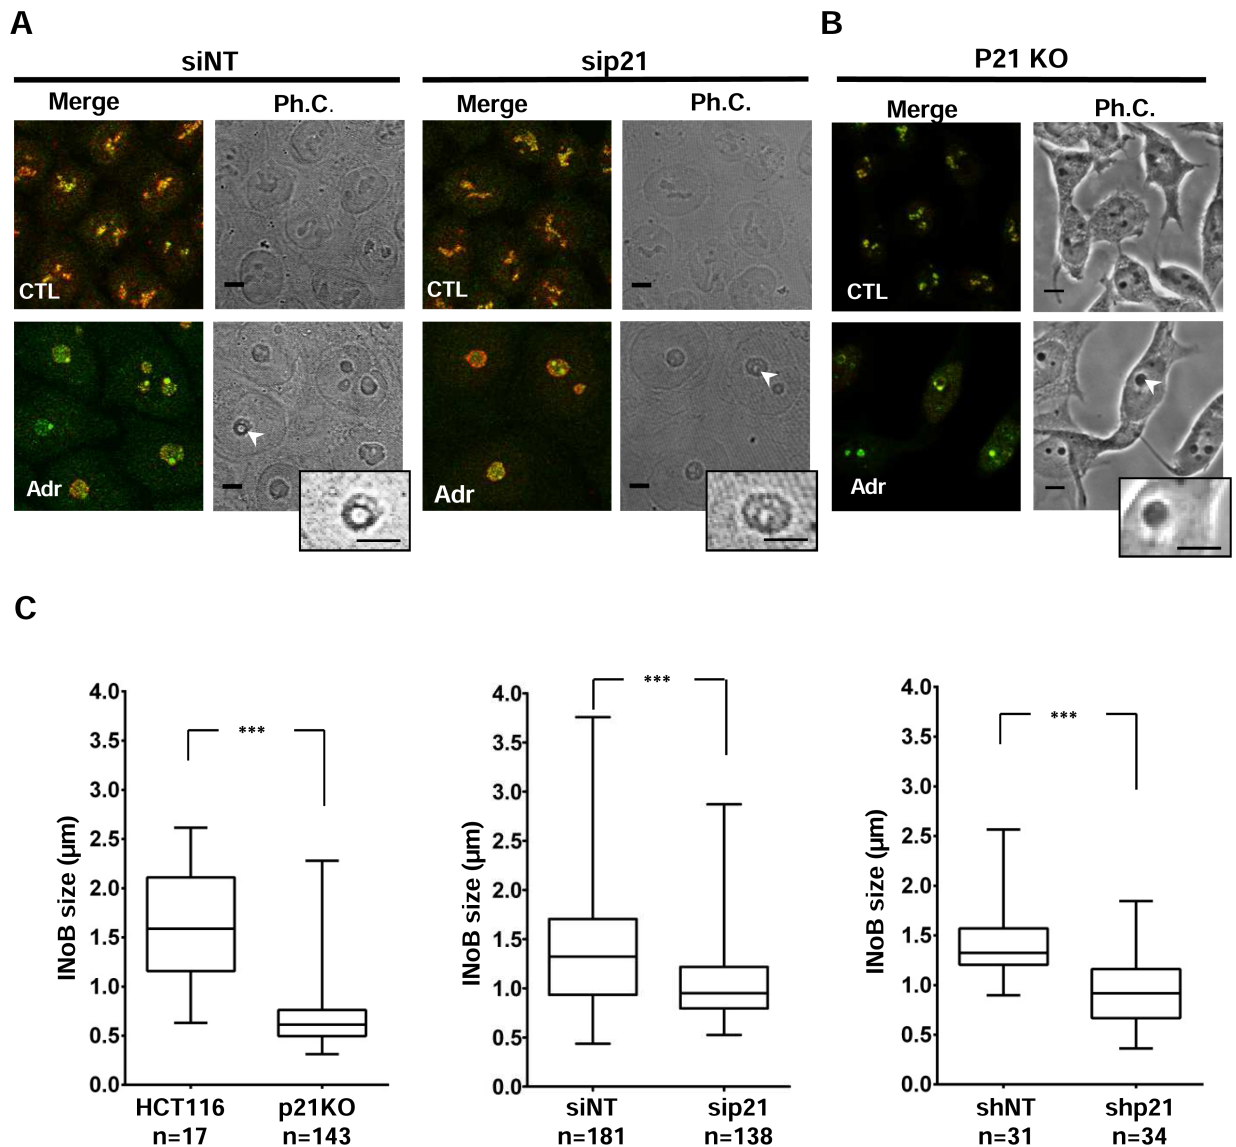 A
B
siNT
sip21
P21 KO
Merge
Ph.C.
Merge
Ph.C.
Merge
Ph.C.
CTL
CTL
CTL
Adr
Adr
Adr
C
4.0
3.5
3.0
2.5
2.0
1.5
1.0
0.5
0.0
INoB size (µm)
***
HCT116
p21KO
n=17
n=143
4.0
3.5
3.0
2.5
2.0
1.5
1.0
0.5
0.0
INoB size (µm)
***
siNT
sip21
n=181
n=138
4.0
3.5
3.0
2.5
2.0
1.5
1.0
0.5
0.0
INoB size (µm)
***
shNT
shp21
n=31
n=34